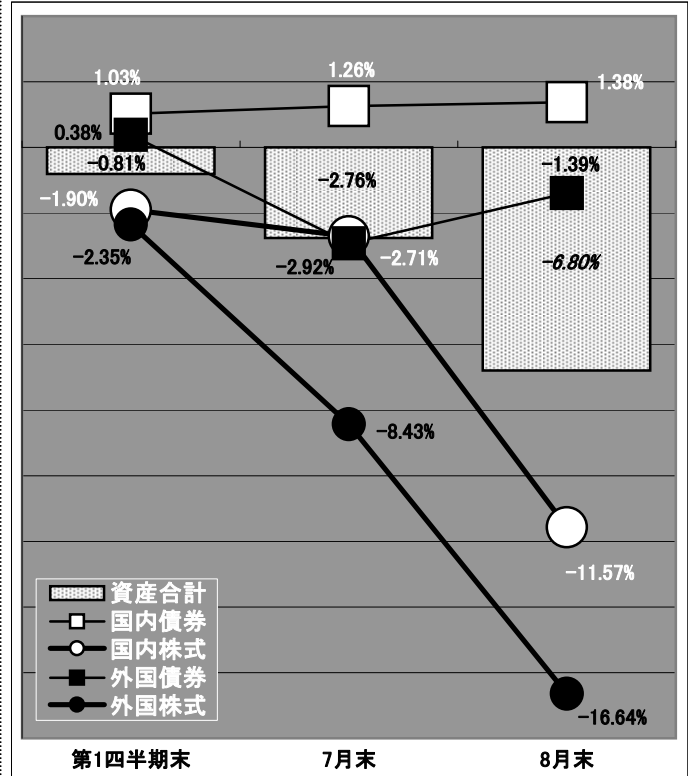 1.03%
1.26%
1.38%
0.38%
-0.81%
-2.76%
-1.39%
-1.90%
-2.35%
-2.92%
-2.71%
-6.80%
-8.43%
-11.57%
-16.64%
資産合計
国内債券
国内株式
外国債券
外国株式
第1四半期末 7月末 8月末